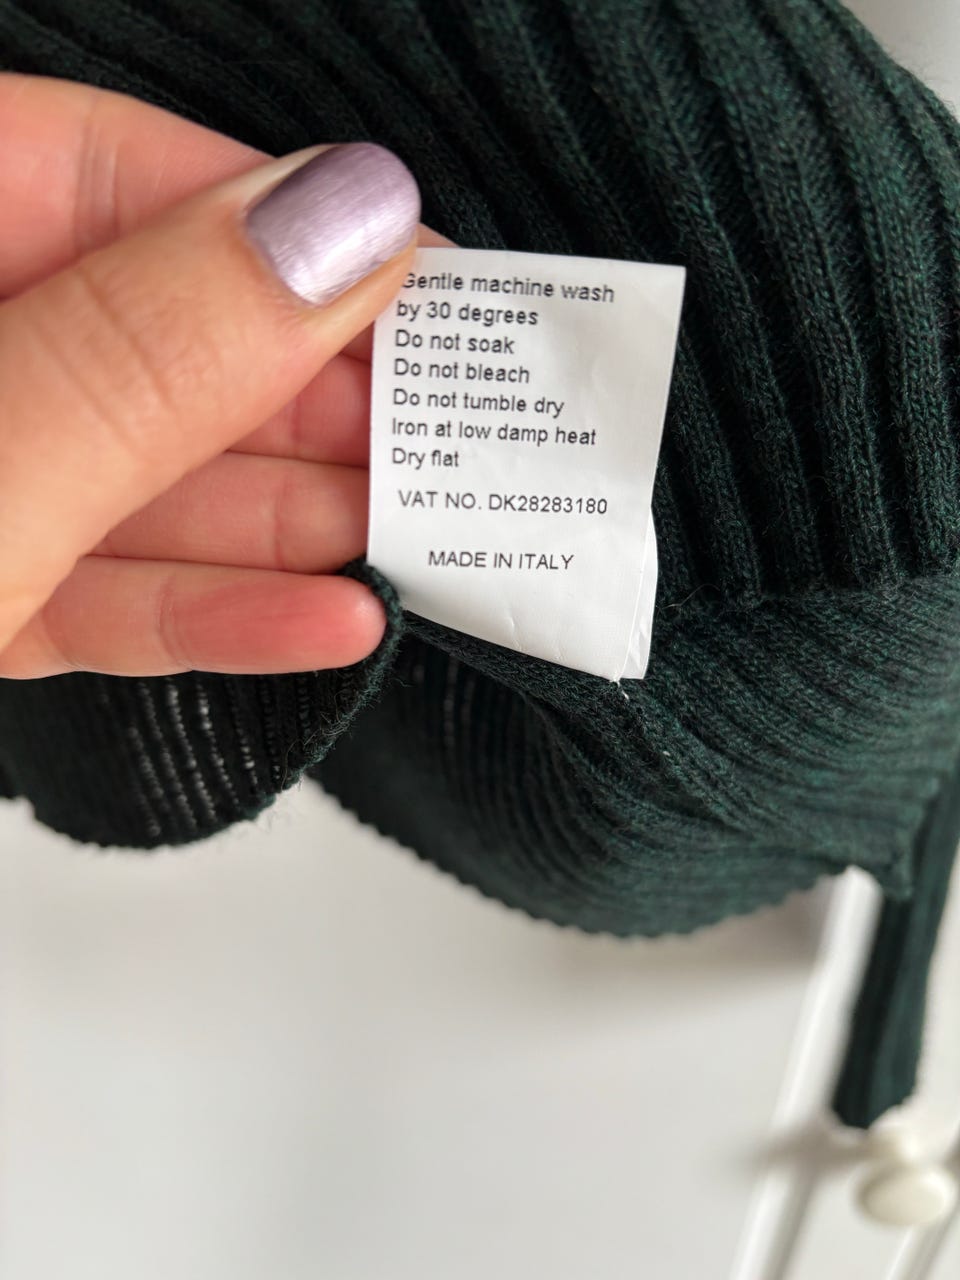 Gentle machine wash
by 30 degrees
Do not soak
Do not bleach
Do not tumble dry
Iron at low damp heat
Dry flat
VAT NO. DK28283180
MADE IN ITALY